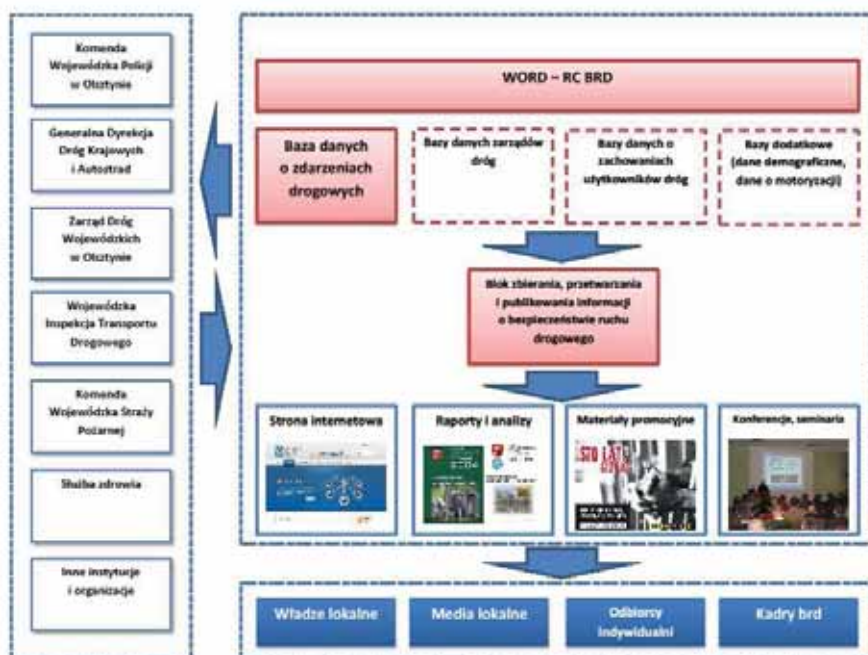 Komenda
Wojewódzka Policji
w Olsztynie
Generalna Dyrekcja
Dróg Krajowych
i Autostrad
Zarząd Dróg
Wojewódzkich
w Olsztynie
Wojewódzka
Inspekcja Transportu
Drogowego
Komenda
Wojewódzka Straży
Pożarnej
Służba zdrowia
Inne instytucje
i organizacje
WORD – RC BRD
Baza danych
o zdarzeniach
drogowych
Bazy danych zarządów
dróg
Bazy danych o
zachowaniach
użytkowników dróg
Bazy dodatkowe
(dane demograficzne,
dane o motoryzacji)
Blok zbierania, przetwarzania
i publikowania informacji
o bezpieczeństwie ruchu
drogowego
Strona internetowa
Raporty i analizy
Materiały promocyjne
STO LAT
Konferencje, seminaria
Władze lokalne
Media lokalne
Odbiorcy
indywidualni
Kadry brd